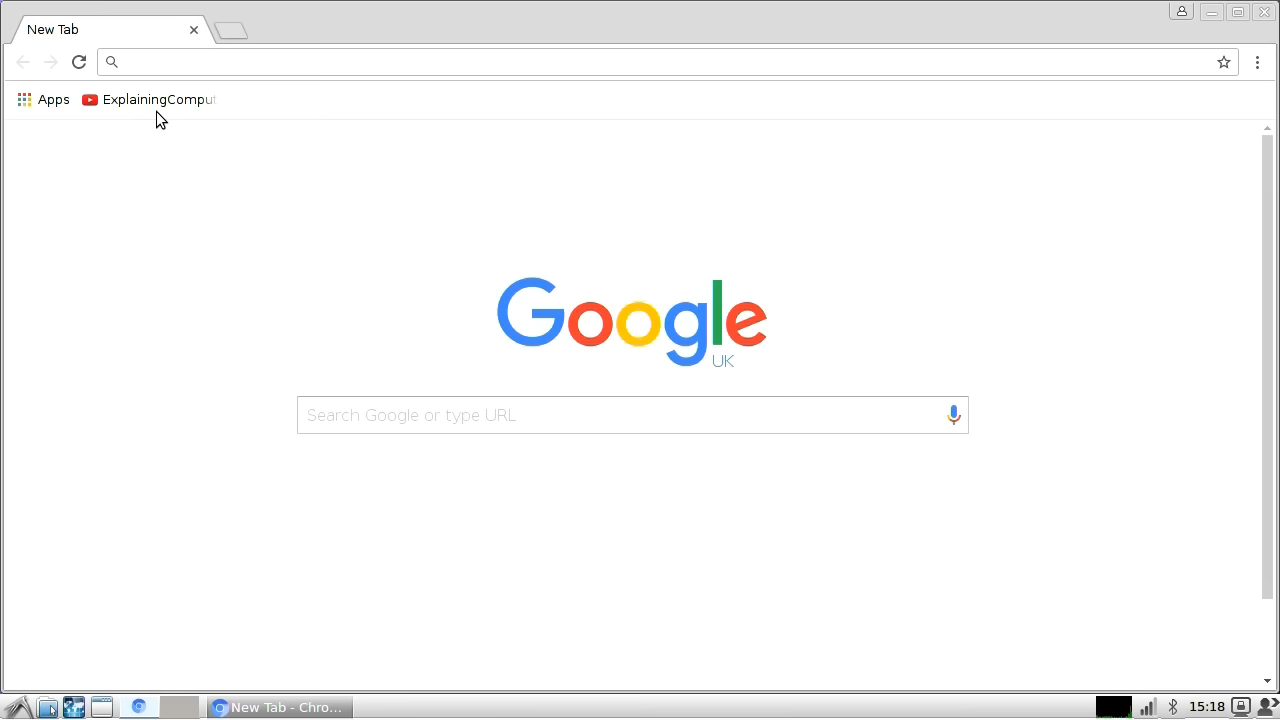 New Tab
Apps ExplainingComput
Google
UK
Search Google or type URL
New Tab - Chro...
15:18